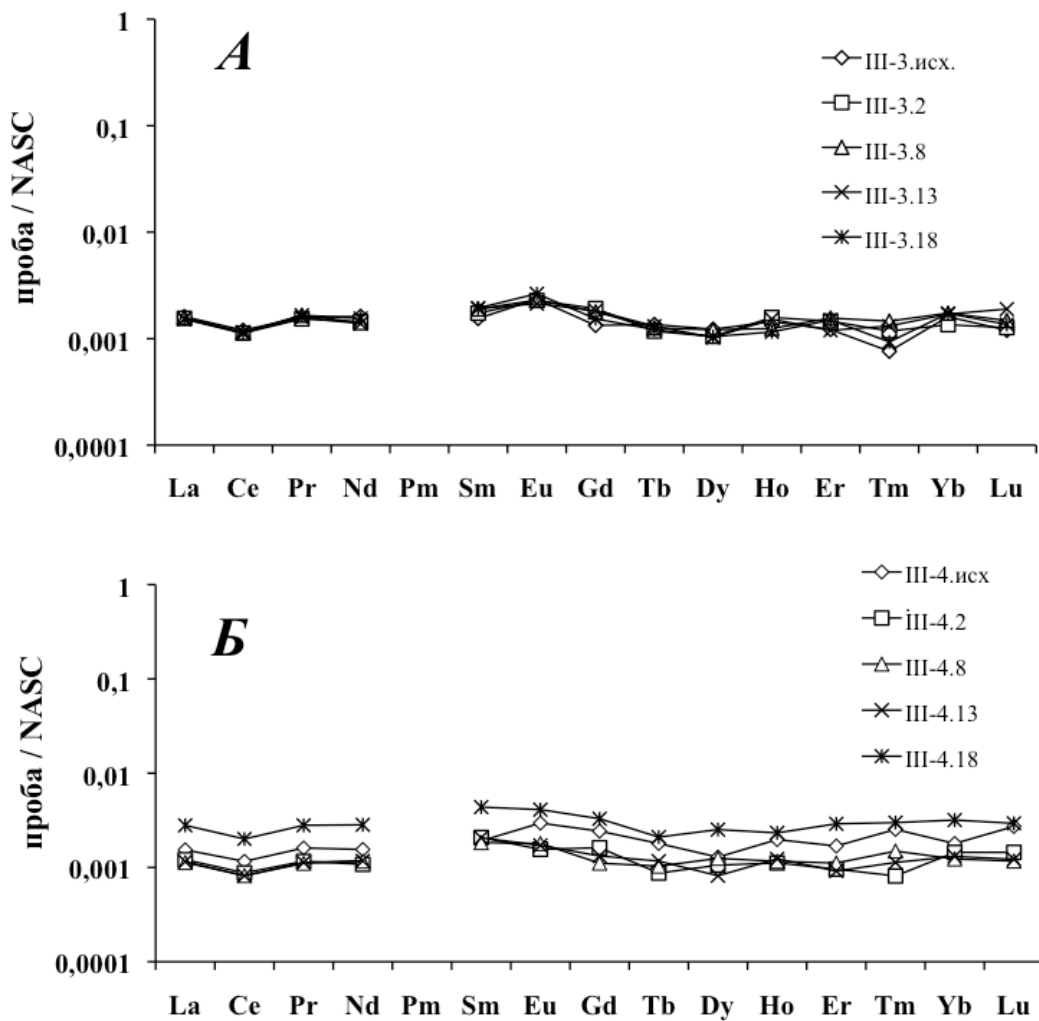 А
проба / NASC
1
0,1
0,01
0,001
0,0001
III-3.исх.
III-3.2
III-3.8
III-3.13
III-3.18
La Ce Pr Nd Pm Sm Eu Gd Tb Dy Ho Er Tm Yb Lu
Б
проба / NASC
1
0,1
0,01
0,001
0,0001
III-4.исх
İII-4.2
III-4.8
III-4.13
III-4.18
La Ce Pr Nd Pm Sm Eu Gd Tb Dy Ho Er Tm Yb Lu